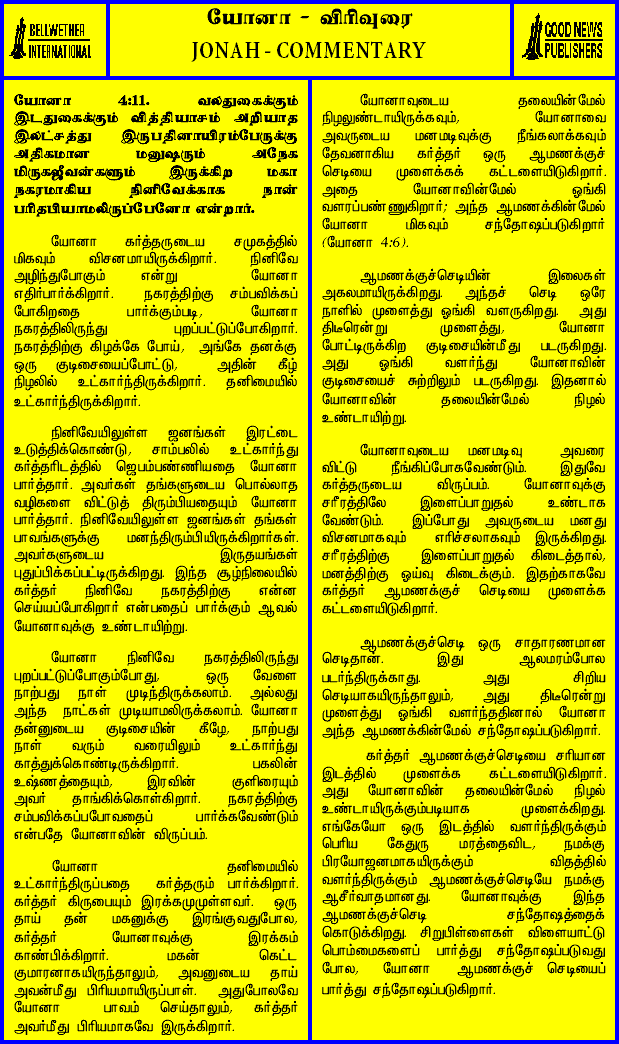 யோனா - விரிவுரை
BELLWETHER
INTERNATIONAL
JONAH - COMMENTARY
GOOD NEWS
PUBLISHERS
யோனா 4:11. வலதுகைக்கும்
இடதுகைக்கும் வித்தியாசம் அறியாத
இலட்சத்து இருபதினாயிரம்பேருக்கு
அதிகமான மனுஷரும் அநேக
மிருகஜீவன்களும் இருக்கிற மகா
நகரமாகிய நினிவேக்காக நான்
பரிதபியாமலிருப்பேனோ என்றார்.
யோனா கர்த்தருடைய சமுகத்தில்
மிகவும் விசனமாயிருக்கிறார். நினிவே
அழிந்துபோகும் என்று யோனா
எதிர்பார்க்கிறார். நகரத்திற்கு சம்பவிக்கப்
போகிறதை பார்க்கும்படி, யோனா
நகரத்திலிருந்து புறப்பட்டுப்போகிறார்.
நகரத்திற்கு கிழக்கே போய், அங்கே தனக்கு
ஒரு குடிசையைப்போட்டு, அதின் கீழ்
நிழலில் உட்கார்ந்திருக்கிறார். தனிமையில்
உட்கார்ந்திருக்கிறார்.
நினிவேயிலுள்ள ஜனங்கள் இரட்டை
உடுத்திக்கொண்டு, சாம்பலில் உட்கார்ந்து
கர்த்தரிடத்தில் ஜெபம்பண்ணியதை யோனா
பார்த்தார். அவர்கள் தங்களுடைய பொல்லாத
வழிகளை விட்டுத் திரும்பியதையும் யோனா
பார்த்தார். நினிவேயிலுள்ள ஜனங்கள் தங்கள்
பாவங்களுக்கு மனந்திரும்பியிருக்கிறார்கள்.
அவர்களுடைய இருதயங்கள்
புதுப்பிக்கப்பட்டிருக்கிறது. இந்த சூழ்நிலையில்
கர்த்தர் நினிவே நகரத்திற்கு என்ன
செய்யப்போகிறார் என்பதைப் பார்க்கும் ஆவல்
யோனாவுக்கு உண்டாயிற்று.
யோனா நினிவே நகரத்திலிருந்து
புறப்பட்டுப்போகும்போது, ஒரு வேளை
நாற்பது நாள் முடிந்திருக்கலாம். அல்லது
அந்த நாட்கள் முடியாமலிருக்கலாம். யோனா
தன்னுடைய குடிசையின் கீழே, நாற்பது
நாள் வரும் வரையிலும் உட்கார்ந்து
காத்துக்கொண்டிருக்கிறார். பகலின்
உஷ்ணத்தையும், இரவின் குளிரையும்
அவர் தாங்கிக்கொள்கிறார். நகரத்திற்கு
சம்பவிக்கப்போவதைப் பார்க்கவேண்டும்
என்பதே யோனாவின் விருப்பம்.
யோனா தனிமையில்
உட்கார்ந்திருப்பதை கர்த்தரும் பார்க்கிறார்.
கர்த்தர் கிருபையும் இரக்கமுமுள்ளவர். ஒரு
தாய் தன் மகனுக்கு இரங்குவதுபோல,
கர்த்தர் யோனாவுக்கு இரக்கம்
காண்பிக்கிறார். மகன் கெட்ட
குமாரனாகயிருந்தாலும், அவனுடைய தாய்
அவன்மீது பிரியமாயிருப்பாள். அதுபோலவே
யோனா பாவம் செய்தாலும், கர்த்தர்
அவர்மீது பிரியமாகவே இருக்கிறார்.
யோனாவுடைய தலையின்மேல்
நிழலுண்டாயிருக்கவும், யோனாவை
அவருடைய மனமடிவுக்கு நீங்கலாக்கவும்
தேவனாகிய கர்த்தர் ஒரு ஆமணக்குச்
செடியை முளைக்கக் கட்டளையிடுகிறார்.
அதை யோனாவின்மேல் ஓங்கி
வளரப்பண்ணுகிறார்; அந்த ஆமணக்கின்மேல்
யோனா மிகவும் சந்தோஷப்படுகிறார்
(யோனா 4:6).
ஆமணக்குச்செடியின் இலைகள்
அகலமாயிருக்கிறது. அந்தச் செடி ஒரே
நாளில் முளைத்து ஓங்கி வளருகிறது. அது
திடீரென்று முளைத்து, யோனா
போட்டிருக்கிற குடிசையின்மீது படருகிறது.
அது ஓங்கி வளர்ந்து யோனாவின்
குடிசையைச் சுற்றிலும் படருகிறது. இதனால்
யோனாவின் தலையின்மேல் நிழல்
உண்டாயிற்று.
யோனாவுடைய மனமடிவு அவரை
விட்டு நீங்கிப்போகவேண்டும். இதுவே
கர்த்தருடைய விருப்பம். யோனாவுக்கு
சரீரத்திலே இளைப்பாறுதல் உண்டாக
வேண்டும். இப்போது அவருடைய மனது
விசனமாகவும் எரிச்சலாகவும் இருக்கிறது.
சரீரத்திற்கு இளைப்பாறுதல் கிடைத்தால்,
மனத்திற்கு ஓய்வு கிடைக்கும். இதற்காகவே
கர்த்தர் ஆமணக்குச் செடியை முளைக்க
கட்டளையிடுகிறார்.
ஆமணக்குச்செடி ஒரு சாதாரணமான
செடிதான். இது ஆலமரம்போல
படர்ந்திருக்காது. அது சிறிய
செடியாகயிருந்தாலும், அது திடீரென்று
முளைத்து ஓங்கி வளர்ந்ததினால் யோனா
அந்த ஆமணக்கின்மேல் சந்தோஷப்படுகிறார்.
கர்த்தர் ஆமணக்குச்செடியை சரியான
இடத்தில் முளைக்க கட்டளையிடுகிறார்.
அது யோனாவின் தலையின்மேல் நிழல்
உண்டாயிருக்கும்படியாக முளைக்கிறது.
எங்கேயோ ஒரு இடத்தில் வளர்ந்திருக்கும்
பெரிய கேதுரு மரத்தைவிட, நமக்கு
பிரயோஜனமாகயிருக்கும் விதத்தில்
வளர்ந்திருக்கும் ஆமணக்குச்செடியே நமக்கு
ஆசீர்வாதமானது. யோனாவுக்கு இந்த
ஆமணக்குச்செடி சந்தோஷத்தைக்
கொடுக்கிறது. சிறுபிள்ளைகள் விளையாட்டு
பொம்மைகளைப் பார்த்து சந்தோஷப்படுவது
போல, யோனா ஆமணக்குச் செடியைப்
பார்த்து சந்தோஷப்படுகிறார்.